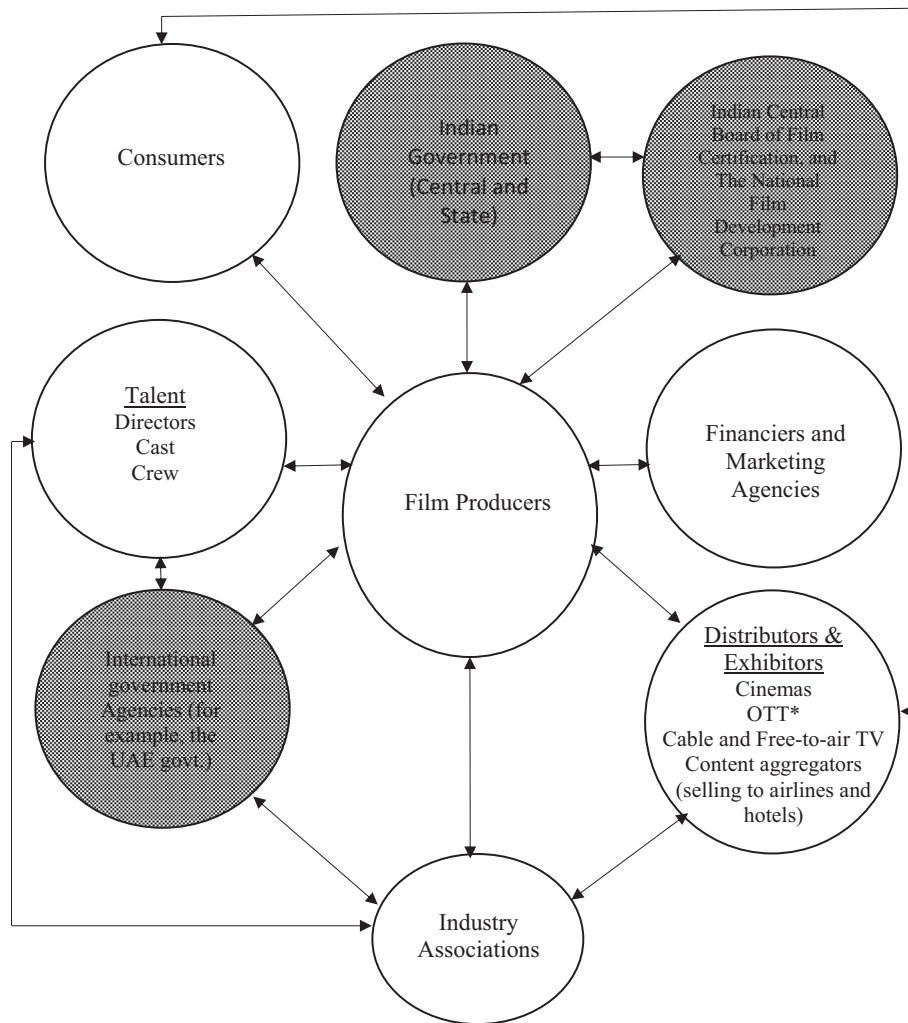 Consumers
Indian
Government
(Central and
State)
Indian Central
Board of Film
Certification, and
The National
Film
Development
Corporation
Talent
Directors
Cast
Crew
Film Producers
Financiers and
Marketing
Agencies
International
government
Agencies (for
example, the
UAE govt.)
Distributors &
Exhibitors
Cinemas
OTT*
Cable and Free-to-air TV
Content aggregators
(selling to airlines and
hotels)
Industry
Associations